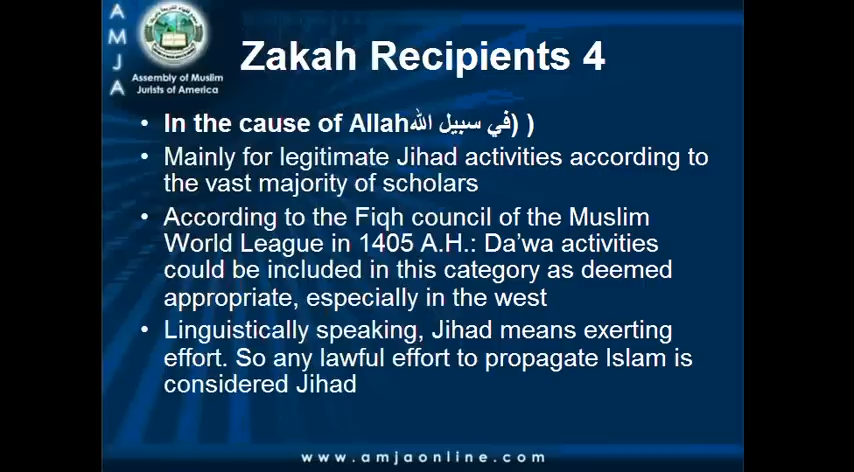 A
M
J
A
Assembly of Muslim
Jurists of America
Zakah Recipients 4
• In the cause of Allahفي سبيل الله) )
• Mainly for legitimate Jihad activities according to
the vast majority of scholars
• According to the Fiqh council of the Muslim
World League in 1405 A.H.: Da’wa activities
could be included in this category as deemed
appropriate, especially in the west
• Linguistically speaking, Jihad means exerting
effort. So any lawful effort to propagate Islam is
considered Jihad
www.amjaonline.com